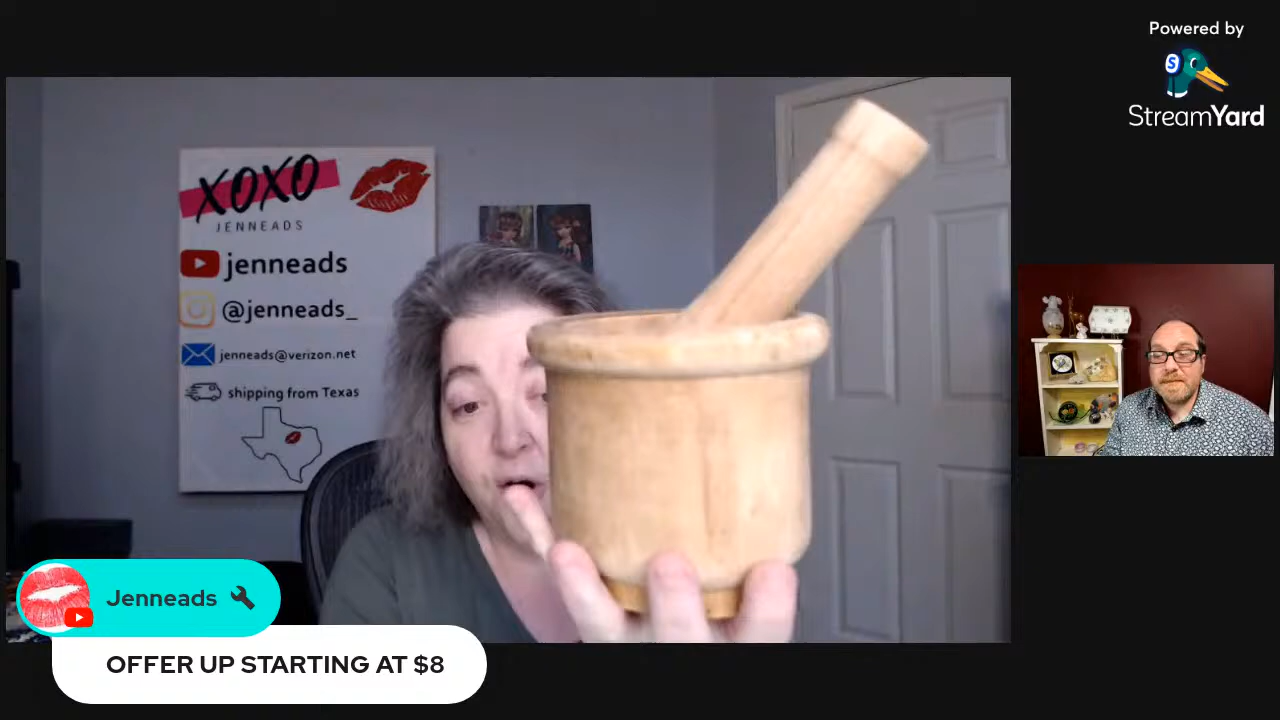 Powered by
StreamYard
XOXO
JENNEADS
jenneads
@jenneads_
jenneads@verizon.net
shipping from Texas
Jenneads
OFFER UP STARTING AT $8